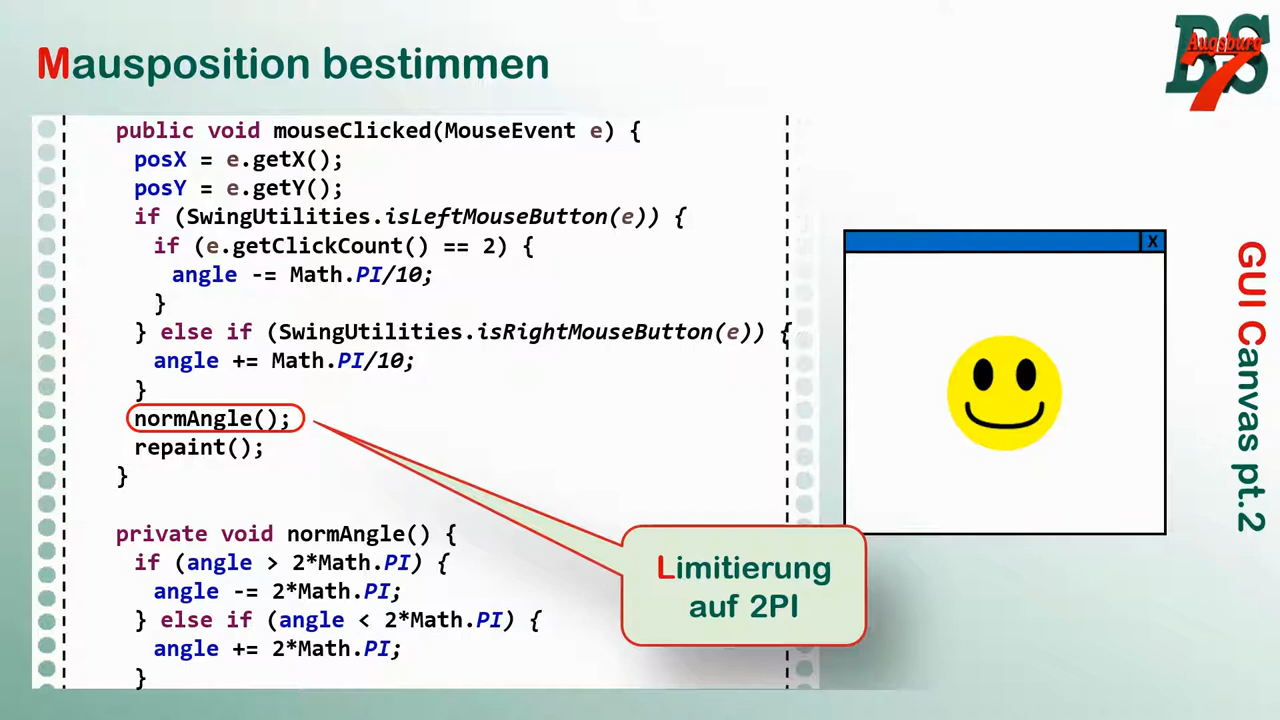 Mausposition bestimmen
BS
Augsburg
7
public void mouseClicked(MouseEvent e) {
posX = e.getX();
posY = e.getY();
if (SwingUtilities.isLeftMouseButton(e)) {
if (e.getClickCount() == 2) {
angle -= Math.PI/10;
}
} else if (SwingUtilities.isRightMouseButton(e)) {
angle += Math.PI/10;
}
normAngle();
repaint();
}
private void normAngle() {
if (angle > 2*Math.PI) {
angle -= 2*Math.PI;
} else if (angle < 2*Math.PI) {
angle += 2*Math.PI;
}
Limitierung
auf 2PI
X
GUI Canvas pt.2